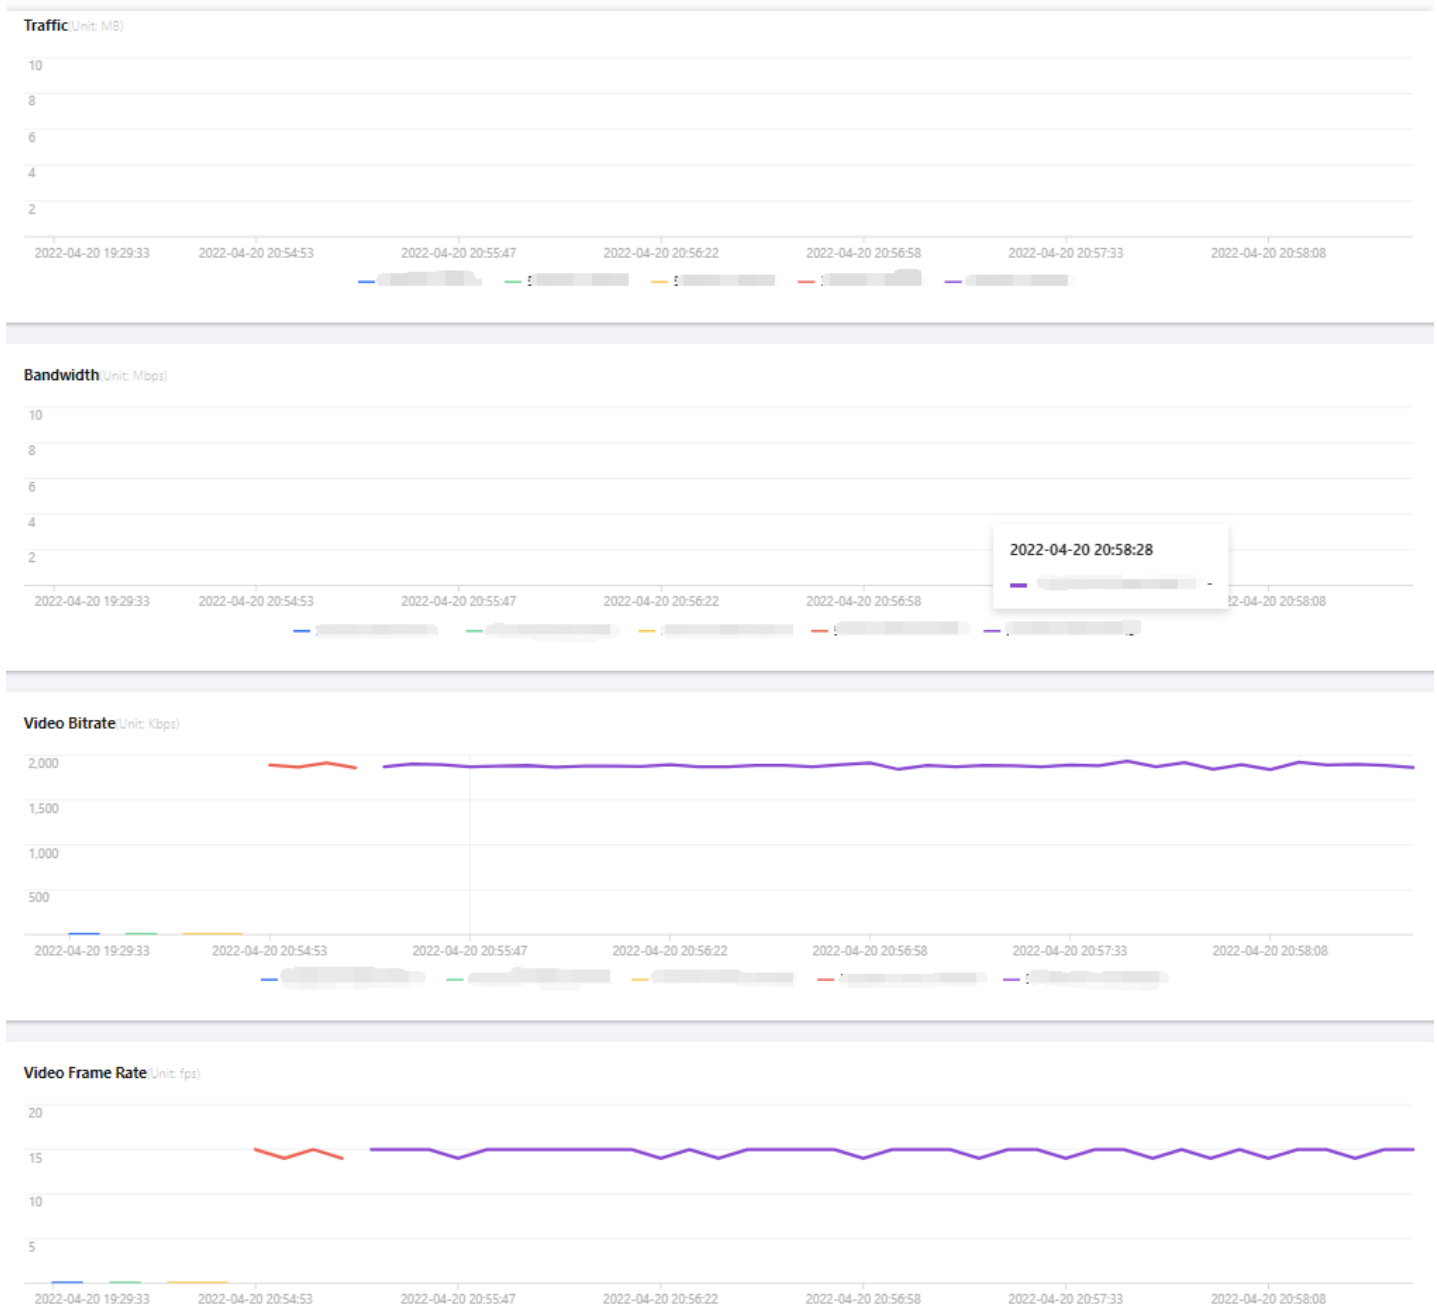 Traffic(Unit: MB)
10
8
6
4
2
2022-04-20 19:29:33 2022-04-20 20:54:53 2022-04-20 20:55:47 2022-04-20 20:56:22 2022-04-20 20:56:58 2022-04-20 20:57:33 2022-04-20 20:58:08
Bandwidth(Unit: Mbps)
10
8
6
4
2
2022-04-20 20:58:28
-
2022-04-20 19:29:33 2022-04-20 20:54:53 2022-04-20 20:55:47 2022-04-20 20:56:22 2022-04-20 20:56:58 22-04-20 20:58:08
Video Bitrate(Unit: Kbps)
2,000
1,500
1,000
500
2022-04-20 19:29:33 2022-04-20 20:54:53 2022-04-20 20:55:47 2022-04-20 20:56:22 2022-04-20 20:56:58 2022-04-20 20:57:33 2022-04-20 20:58:08
Video Frame Rate(Unit: fps)
20
15
10
5
2022-04-20 19:29:33 2022-04-20 20:54:53 2022-04-20 20:55:47 2022-04-20 20:56:22 2022-04-20 20:56:58 2022-04-20 20:57:33 2022-04-20 20:58:08